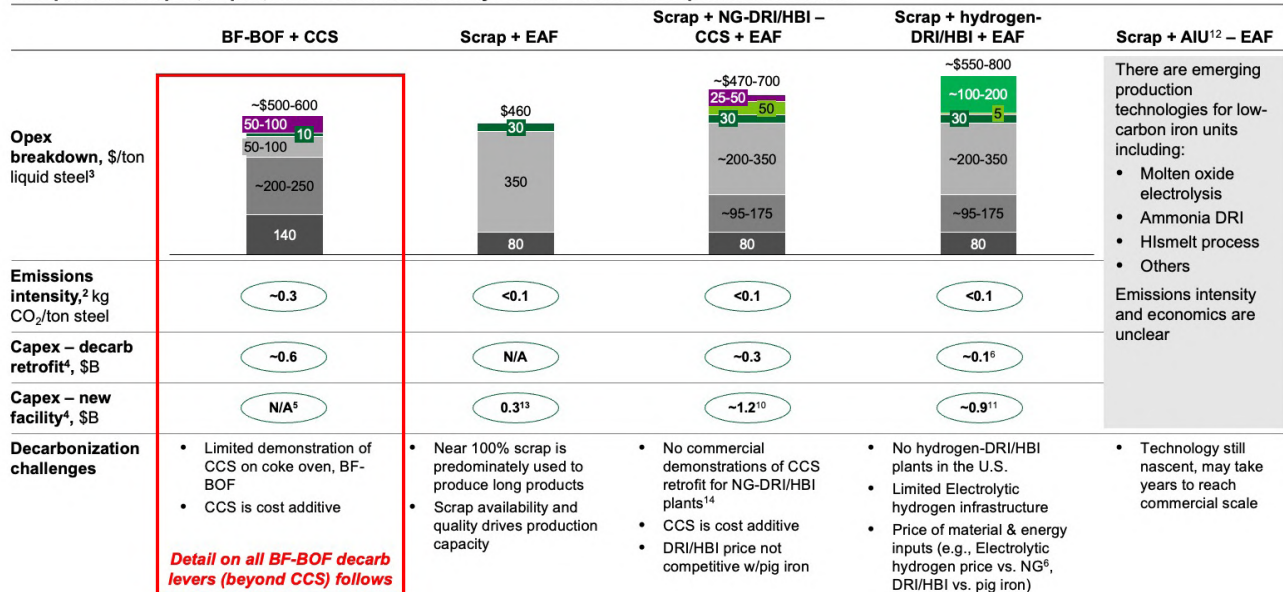 BF-BOF + CCS
Scrap + EAF
Scrap + NG-DRI/HBI –
CCS + EAF
Scrap + hydrogen-
DRI/HBI + EAF
Scrap + AIU¹² – EAF
Opex
breakdown, $/ton
liquid steel³
~$500-600
50-100
10
50-100
~200-250
140
$460
30
350
80
~$470-700
25-50
50
30
~200-350
~95-175
80
~$550-800
~100-200
5
30
~200-350
~95-175
80
There are emerging
production
technologies for low-
carbon iron units
including:
• Molten oxide
electrolysis
• Ammonia DRI
• HIsmelt process
• Others
Emissions intensity
and economics are
unclear
Emissions
intensity,² kg
CO₂/ton steel
~0.3
<0.1
<0.1
<0.1
Capex – decarb
retrofit⁴, $B
~0.6
N/A
~0.3
~0.1⁶
Capex – new
facility⁴, $B
N/A⁵
0.3¹³
~1.2¹⁰
~0.9¹¹
Decarbonization
challenges
• Limited demonstration of
CCS on coke oven, BF-
BOF
• CCS is cost additive
Detail on all BF-BOF decarb
levers (beyond CCS) follows
• Near 100% scrap is
predominately used to
produce long products
• Scrap availability and
quality drives production
capacity
• No commercial
demonstrations of CCS
retrofit for NG-DRI/HBI
plants¹⁴
• CCS is cost additive
• DRI/HBI price not
competitive w/pig iron
• No hydrogen-DRI/HBI
plants in the U.S.
• Limited Electrolytic
hydrogen infrastructure
• Price of material & energy
inputs (e.g., Electrolytic
hydrogen price vs. NG⁶,
DRI/HBI vs. pig iron)
• Technology still
nascent, may take
years to reach
commercial scale